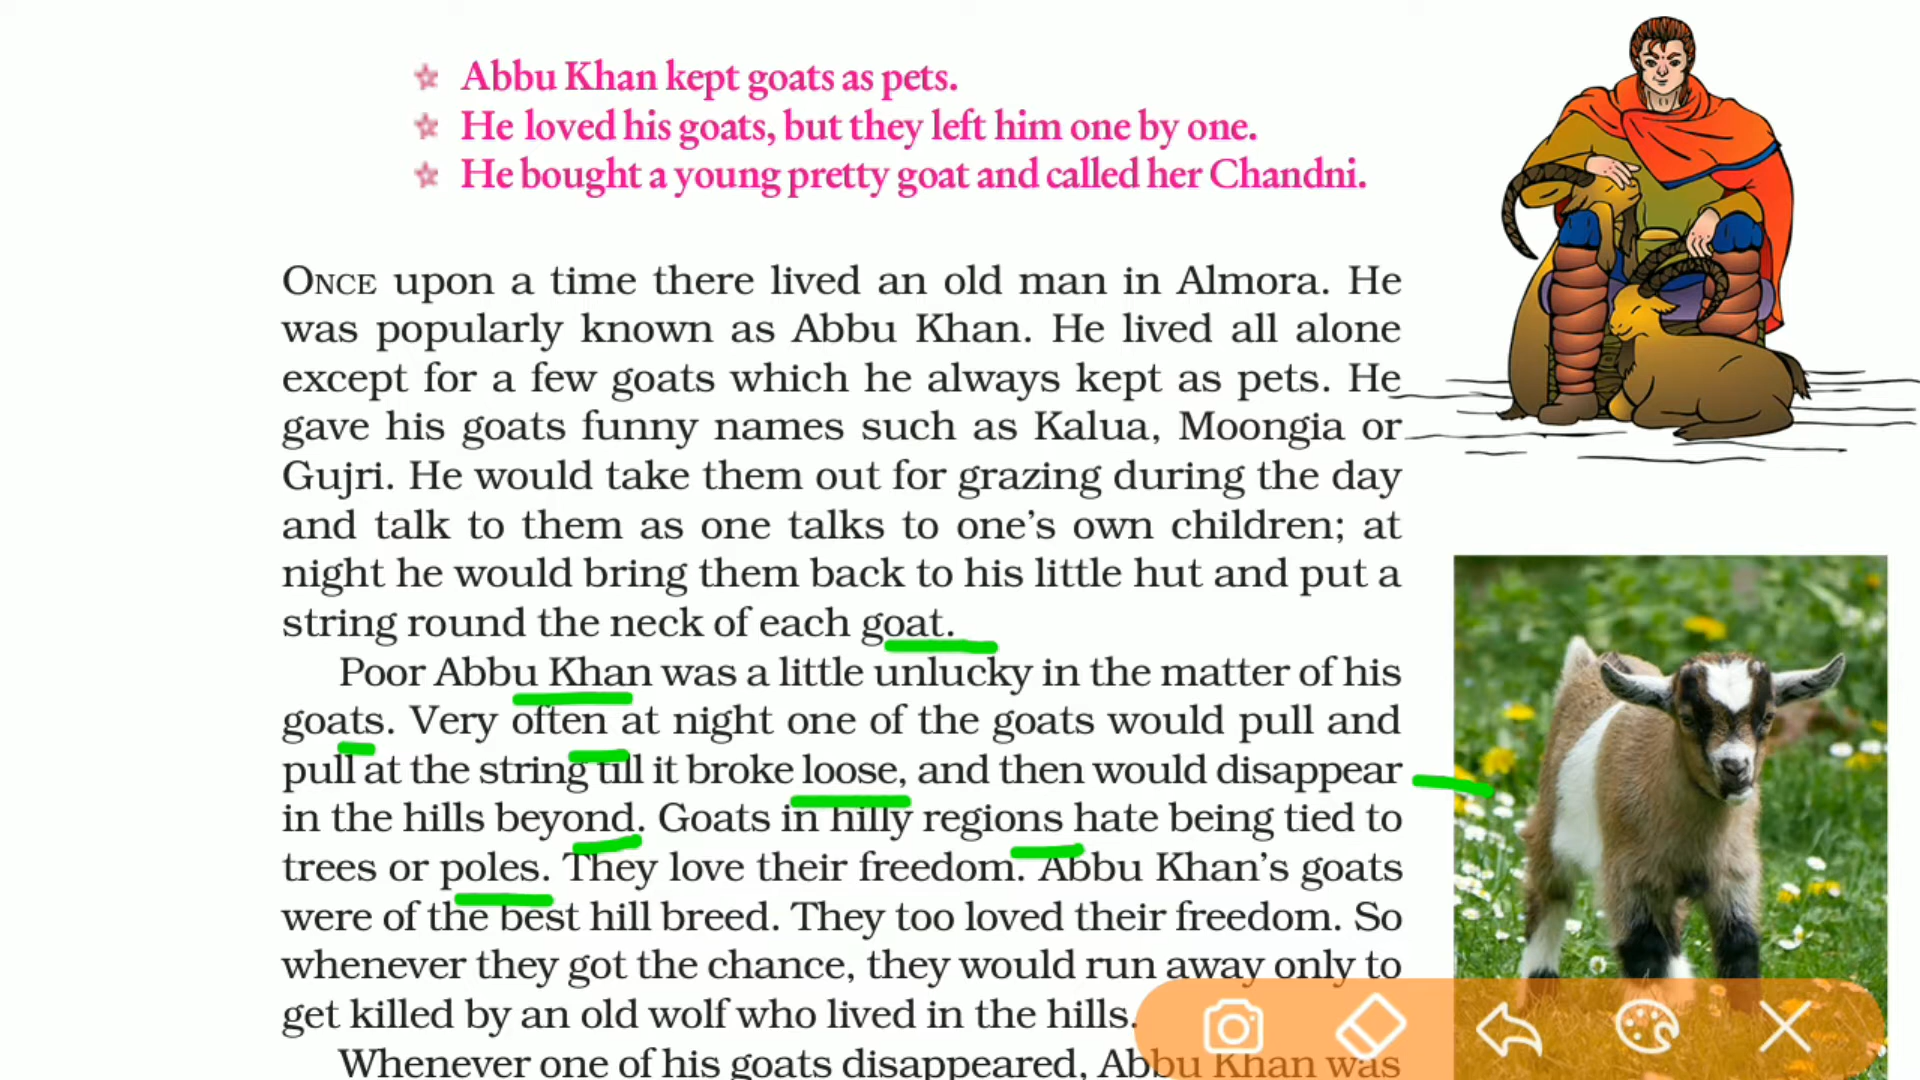 Abbu Khan kept goats as pets.
He loved his goats, but they left him one by one.
He bought a young pretty goat and called her Chandni.
ONCE upon a time there lived an old man in Almora. He
was popularly known as Abbu Khan. He lived all alone
except for a few goats which he always kept as pets. He
gave his goats funny names such as Kalua, Moongia or
Gujri. He would take them out for grazing during the day
and talk to them as one talks to one's own children; at
night he would bring them back to his little hut and put a
string round the neck of each goat.
Poor Abbu Khan was a little unlucky in the matter of his
goats. Very often at night one of the goats would pull and
pull at the string till it broke loose, and then would disappear
in the hills beyond. Goats in hilly regions hate being tied to
trees or poles. They love their freedom. Abbu Khan's goats
were of the best hill breed. They too loved their freedom. So
whenever they got the chance, they would run away only to
get killed by an old wolf who lived in the hills.
Whenever one of his goats disappeared, Abbu Khan was